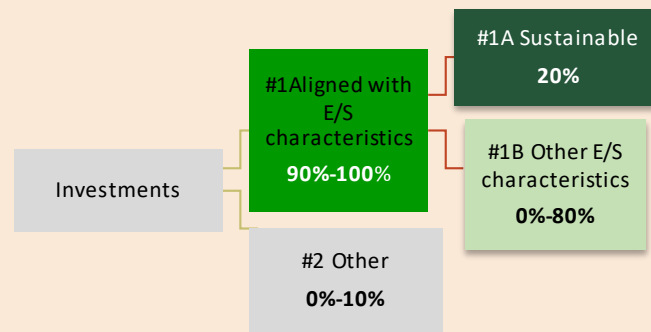 Investments
#1Aligned with
E/S
characteristics
90%-100%
#2 Other
0%-10%
#1A Sustainable
20%
#1B Other E/S
characteristics
0%-80%